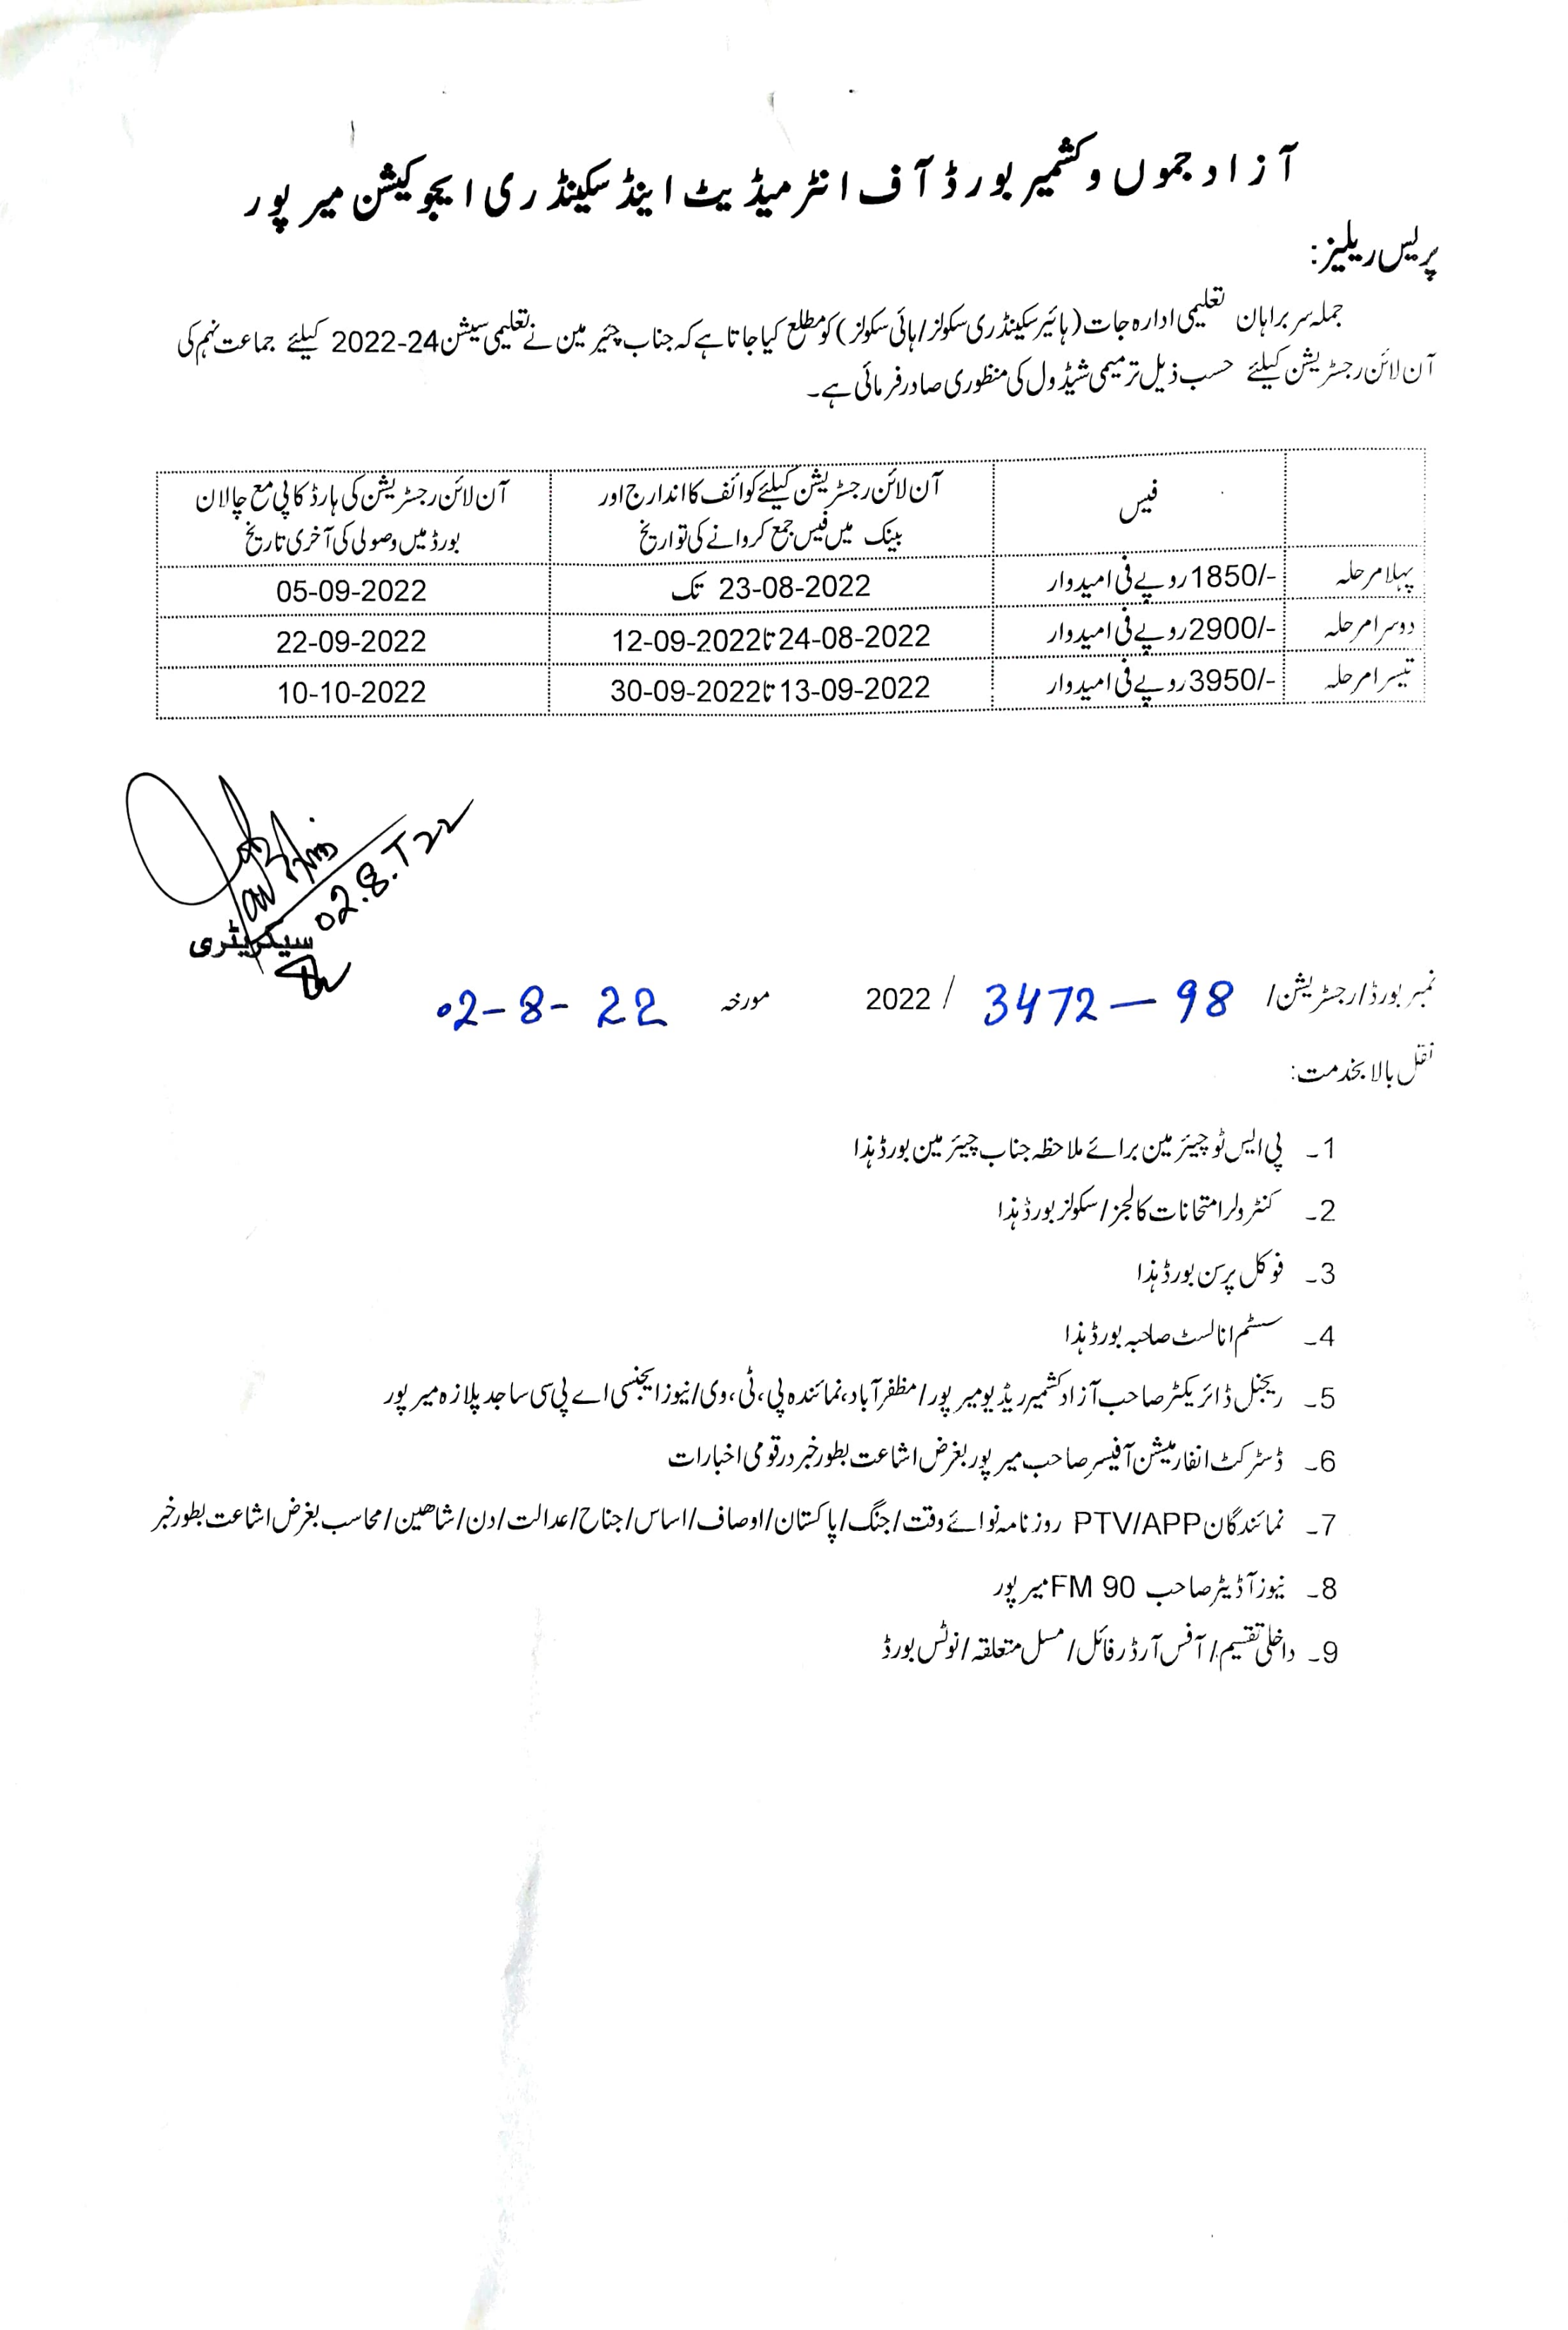 آزاد جموں و کشمیر بورڈ آف انٹرمیڈیٹ اینڈ سکینڈری ایجوکیشن میرپور
پریس ریلیز:
جملہ سربراہان تعلیمی ادارہ جات (ہائیر سکینڈری سکولز/ہائی سکولز) کو مطلع کیا جاتا ہے کہ جناب چئیرمین نے تعلیمی سیشن 2022-24 کیلئے جماعت نہم کی
آن لائن رجسٹریشن کیلئے حسب ذیل ترمیمی شیڈول کی منظوری صادر فرمائی ہے۔
فیس
آن لائن رجسٹریشن کیلئے کوائف کا اندارج اور
بینک میں فیس جمع کروانے کی تواریخ
آن لائن رجسٹریشن کی ہارڈ کاپی مع چالان
بورڈ میں وصولی کی آخری تاریخ
پہلا مرحلہ 1850/- روپے فی امیدوار 23-08-2022 تک 05-09-2022
دوسرا مرحلہ 2900/- روپے فی امیدوار 24-08-2022 تا 12-09-2022 22-09-2022
تیسرا مرحلہ 3950/- روپے فی امیدوار 13-09-2022 تا 30-09-2022 10-10-2022
02.8.T22
سیکریٹری
نمبر بورڈ/رجسٹریشن/ 3472-98 / 2022 مورخہ 02-8-22
نقل بالا بخدمت:
1۔ پی ایس ٹو چیئرمین برائے ملاحظہ جناب چیئرمین بورڈ ہذا
2۔ کنٹرولر امتحانات کالجز/سکولز بورڈ ہذا
3۔ فوکل پرسن بورڈ ہذا
4۔ سسٹم انالسٹ صاحبہ بورڈ ہذا
5۔ ریجنل ڈائریکٹر صاحب آزاد کشمیر ریڈیو میرپور/مظفرآباد، نمائندہ پی، ٹی، وی/نیوز ایجنسی اے پی سی ساجد پلازہ میرپور
6۔ ڈسٹرکٹ انفارمیشن آفیسر صاحب میرپور بغرض اشاعت بطور خبر در قومی اخبارات
7۔ نمائندگان PTV/APP روزنامہ نوائے وقت/جنگ/پاکستان/اوصاف/اساس/جناح/عدالت/دن/شاھین/محاسب بغرض اشاعت بطور خبر
8۔ نیوز آڈیٹر صاحب FM 90 میرپور
9۔ داخلی تقسیم/آفس آرڈر فائل/مسل متعلقہ/نوٹس بورڈ